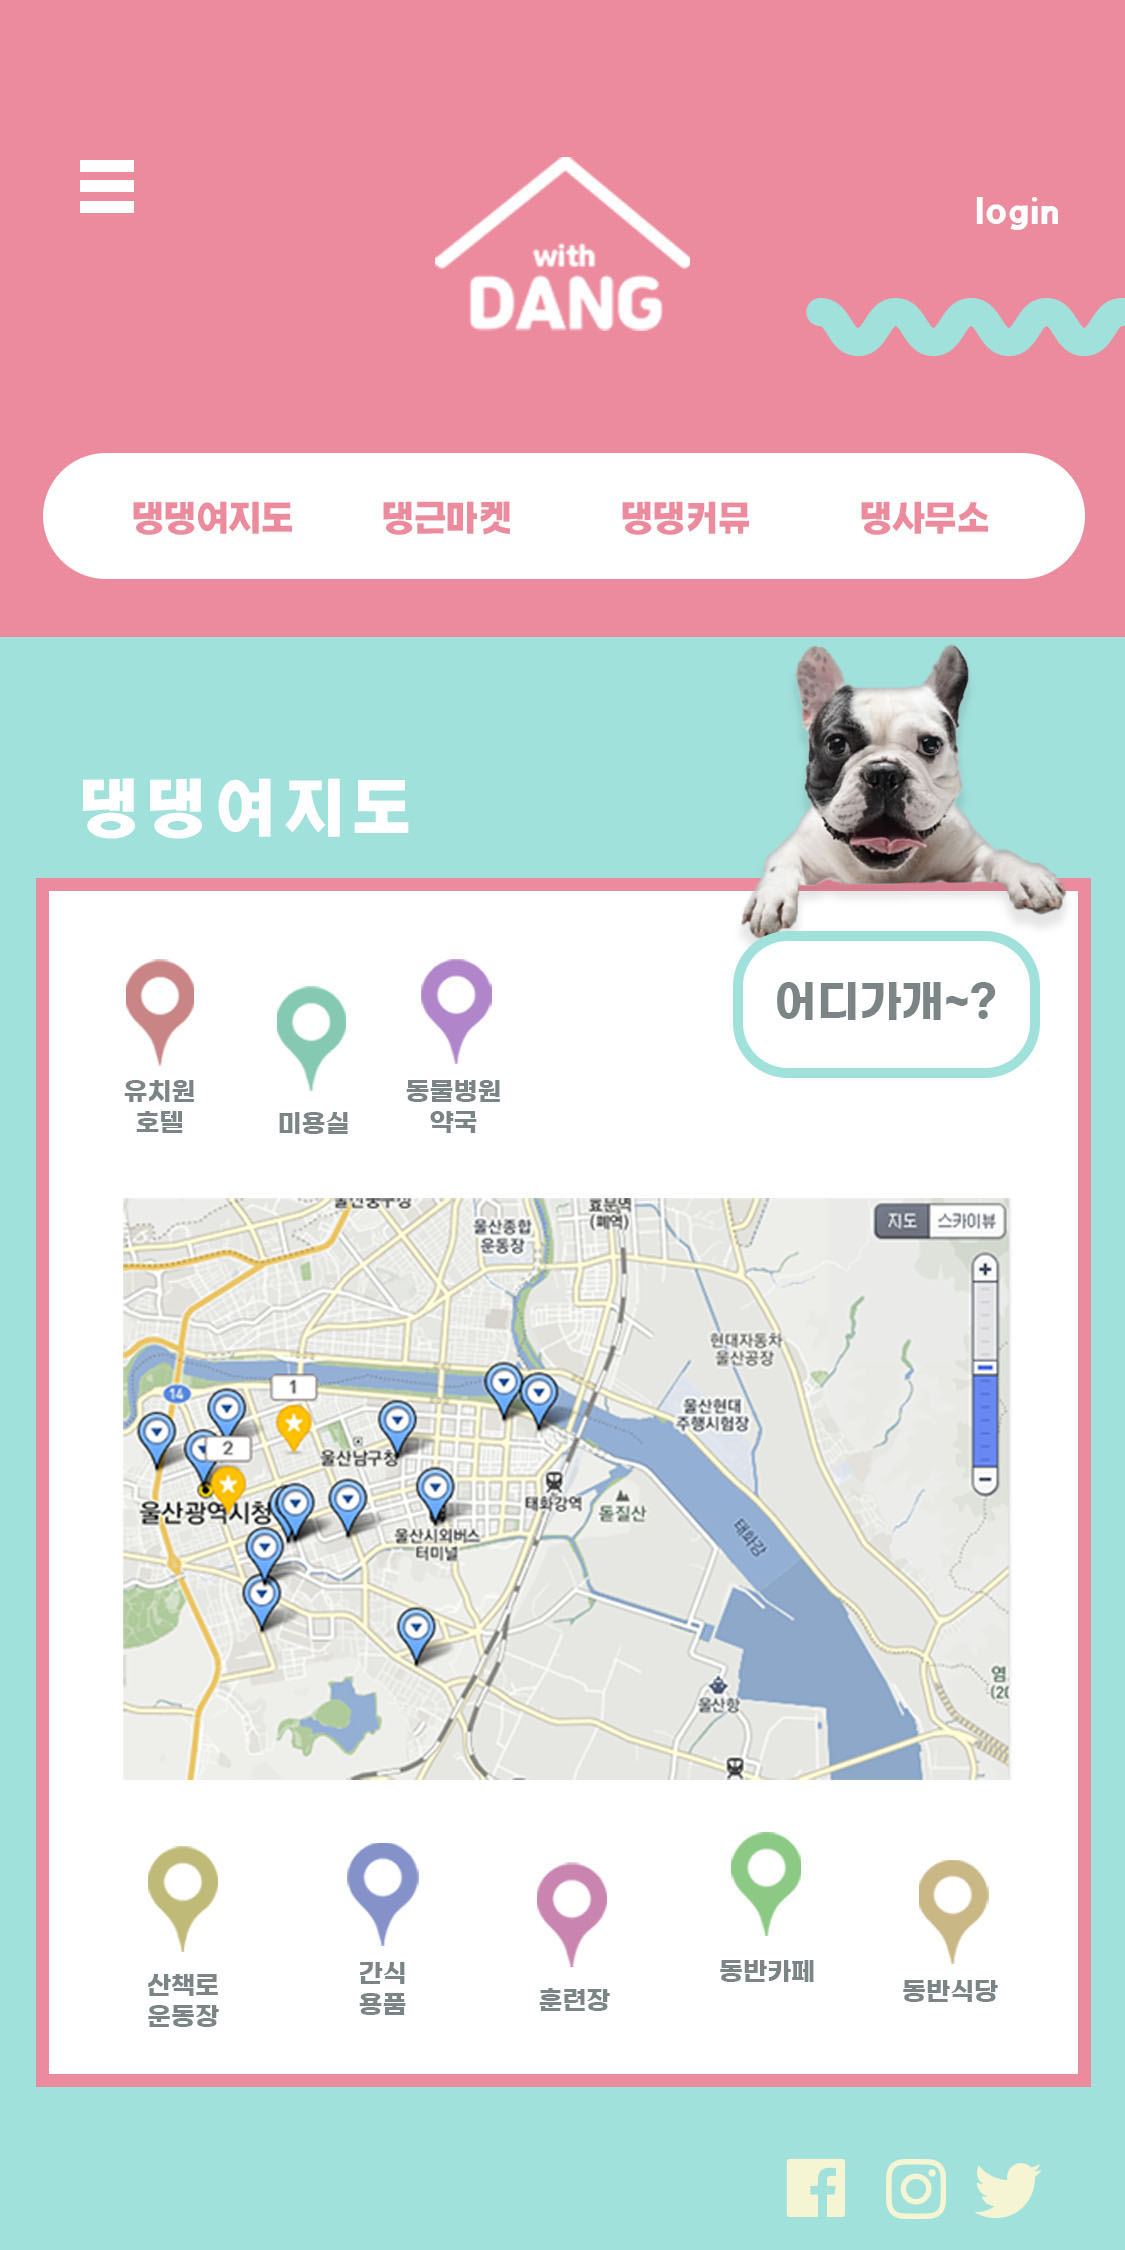 login
with
DANG
댕댕여지도 댕근마켓 댕댕커뮤 댕사무소
댕댕여지도
어디가개~?
유치원
호텔
미용실
동물병원
약국
울산종합
운동장
효문역
(폐역)
지도 스카이뷰
현대자동차
울산공장
14
1
울산현대
주행시험장
2
울산남구청
울산광역시청
태화강역
돋질산
울산시외버스
터미널
태화강
울산항
산책로
운동장
간식
용품
훈련장
동반카페
동반식당